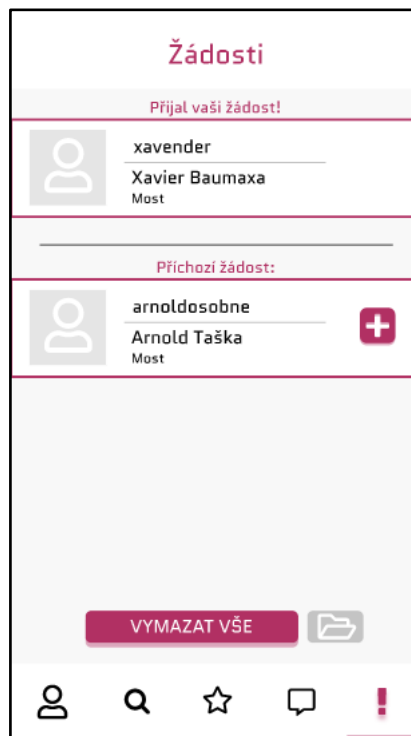 Žádosti
Přijal vaši žádost!
xavender
Xavier Baumaxa
Most
Příchozí žádost:
arnoldosobne
Arnold Taška
Most
VYMAZAT VŠE